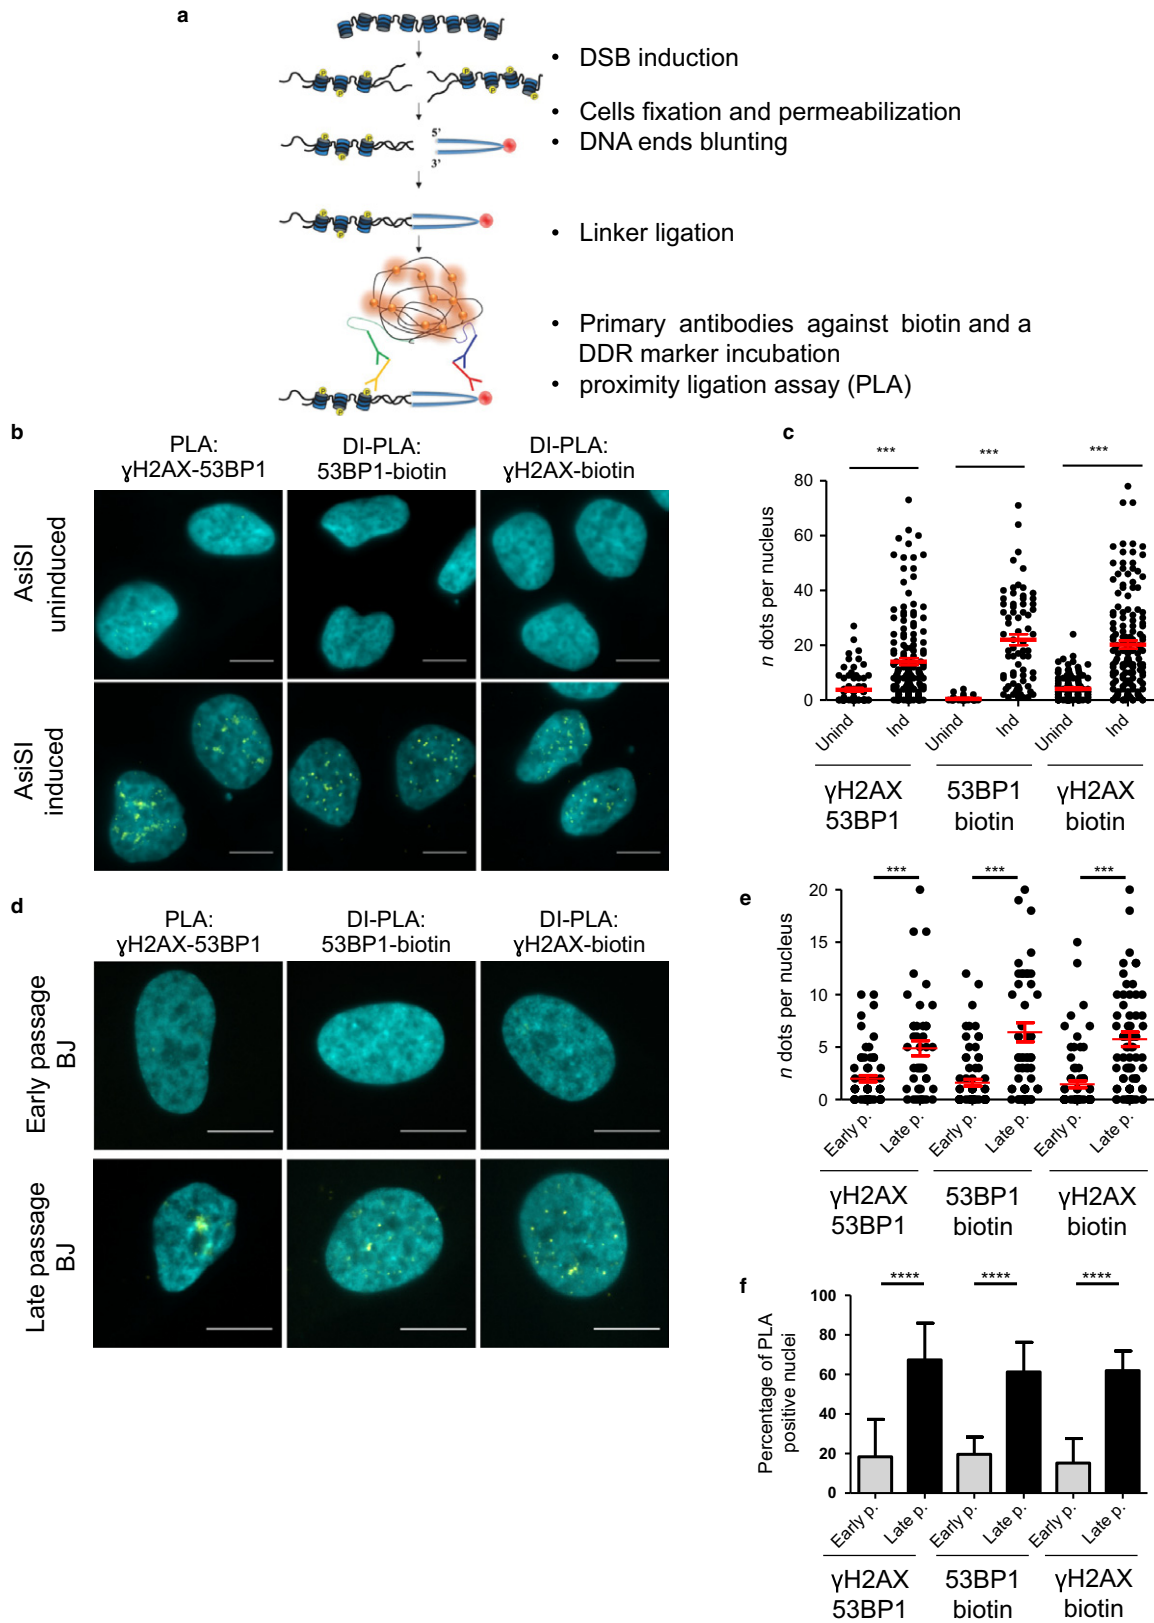 a
• DSB induction
• Cells fixation and permeabilization
• DNA ends blunting
5'
3'
• Linker ligation
• Primary antibodies against biotin and a
DDR marker incubation
• proximity ligation assay (PLA)
P P P P P P
P P P
P P P
P P P
b
PLA:
ɣH2AX-53BP1
DI-PLA:
53BP1-biotin
DI-PLA:
ɣH2AX-biotin
AsiSI
uninduced
AsiSI
induced
c
*** *** ***
n dots per nucleus
80
60
40
20
0
Unind Ind Unind Ind Unind Ind
γH2AX
53BP1
53BP1
biotin
γH2AX
biotin
d
PLA:
ɣH2AX-53BP1
DI-PLA:
53BP1-biotin
DI-PLA:
ɣH2AX-biotin
Early passage
BJ
Late passage
BJ
e
*** *** ***
n dots per nucleus
20
15
10
5
0
Early p. Late p. Early p. Late p. Early p. Late p.
γH2AX
53BP1
53BP1
biotin
γH2AX
biotin
f
**** **** ****
Percentage of PLA
positive nuclei
100
80
60
40
20
0
Early p. Late p. Early p. Late p. Early p. Late p.
γH2AX
53BP1
53BP1
biotin
γH2AX
biotin